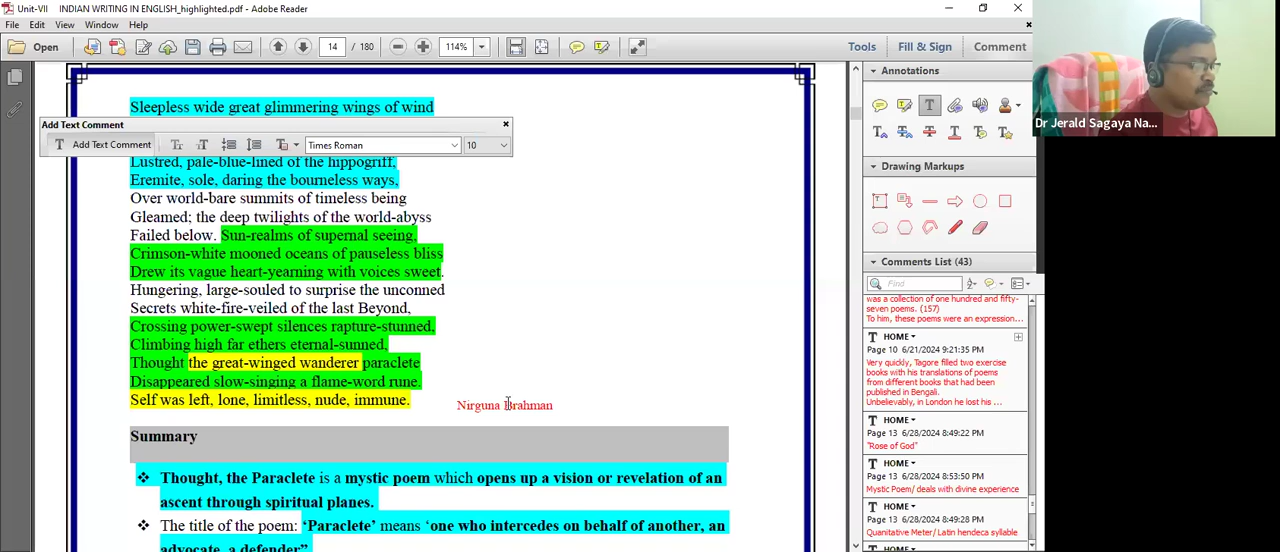 Unit-VII    INDIAN WRITING IN ENGLISH_highlighted.pdf - Adobe Reader
File Edit View Window Help
Open 14 / 180 114% Tools Fill & Sign Comment
Sleepless wide great glimmering wings of wind
Add Text Comment
Add Text Comment Times Roman 10
Lustred, pale-blue-lined of the hippogriff,
Eremite, sole, daring the bourneless ways,
Over world-bare summits of timeless being
Gleamed; the deep twilights of the world-abyss
Failed below. Sun-realms of supernal seeing,
Crimson-white mooned oceans of pauseless bliss
Drew its vague heart-yearning with voices sweet.
Hungering, large-souled to surprise the unconned
Secrets white-fire-veiled of the last Beyond,
Crossing power-swept silences rapture-stunned,
Climbing high far ethers eternal-sunned,
Thought the great-winged wanderer paraclete
Disappeared slow-singing a flame-word rune.
Self was left, lone, limitless, nude, immune.
Nirguna Brahman
Summary
❖ Thought, the Paraclete is a mystic poem which opens up a vision or revelation of an
ascent through spiritual planes.
❖ The title of the poem: ‘Paraclete’ means ‘one who intercedes on behalf of another, an
advocate, a defender”
Annotations
Drawing Markups
Comments List (43)
Find
was a collection of one hundred and fifty-
seven poems. (157)
To him, these poems were an expression...
HOME
Page 10 6/21/2024 9:21:35 PM
Very quickly, Tagore filled two exercise
books with his translations of poems
from different books that had been
published in Bengali.
Unbelievably, in London he lost his ...
HOME
Page 13 6/28/2024 8:49:22 PM
"Rose of God"
HOME
Page 13 6/28/2024 8:53:50 PM
Mystic Poem/ deals with divine experience
HOME
Page 13 6/28/2024 8:49:28 PM
Quanitative Meter/ Latin hendeca syllable
HOME
Dr Jerald Sagaya Na...